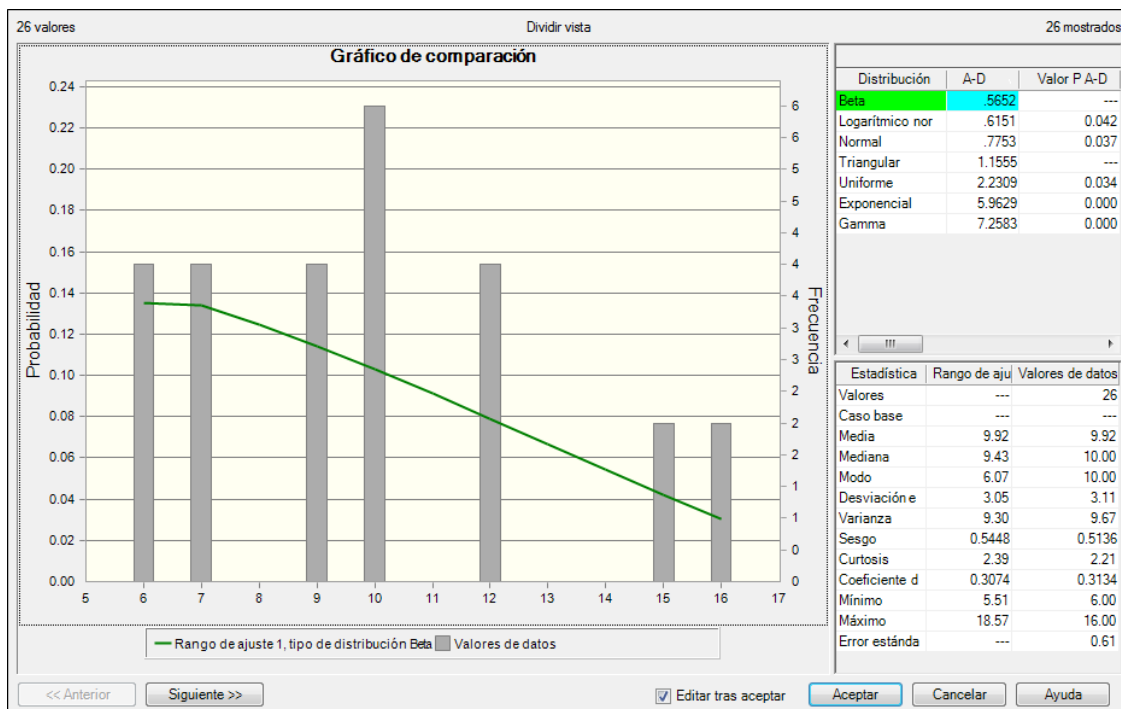 26 valores
Dividir vista
26 mostrados
Gráfico de comparación
Probabilidad
0.24
0.22
0.20
0.18
0.16
0.14
0.12
0.10
0.08
0.06
0.04
0.02
0.00
5 6 7 8 9 10 11 12 13 14 15 16 17
6
6
5
5
4
4
3
3
2
2
1
1
0
0
Frecuencia
Rango de ajuste 1, tipo de distribución Beta Valores de datos
Distribución A-D Valor P A-D
Beta .5652 ---
Logarítmico nor .6151 0.042
Normal .7753 0.037
Triangular 1.1555 ---
Uniforme 2.2309 0.034
Exponencial 5.9629 0.000
Gamma 7.2583 0.000
Estadística Rango de aju Valores de datos
Valores --- 26
Caso base --- ---
Media 9.92 9.92
Mediana 9.43 10.00
Modo 6.07 10.00
Desviación e 3.05 3.11
Varianza 9.30 9.67
Sesgo 0.5448 0.5136
Curtosis 2.39 2.21
Coeficiente d 0.3074 0.3134
Mínimo 5.51 6.00
Máximo 18.57 16.00
Error estánda --- 0.61
<< Anterior
Siguiente >>
Editar tras aceptar
Aceptar
Cancelar
Ayuda